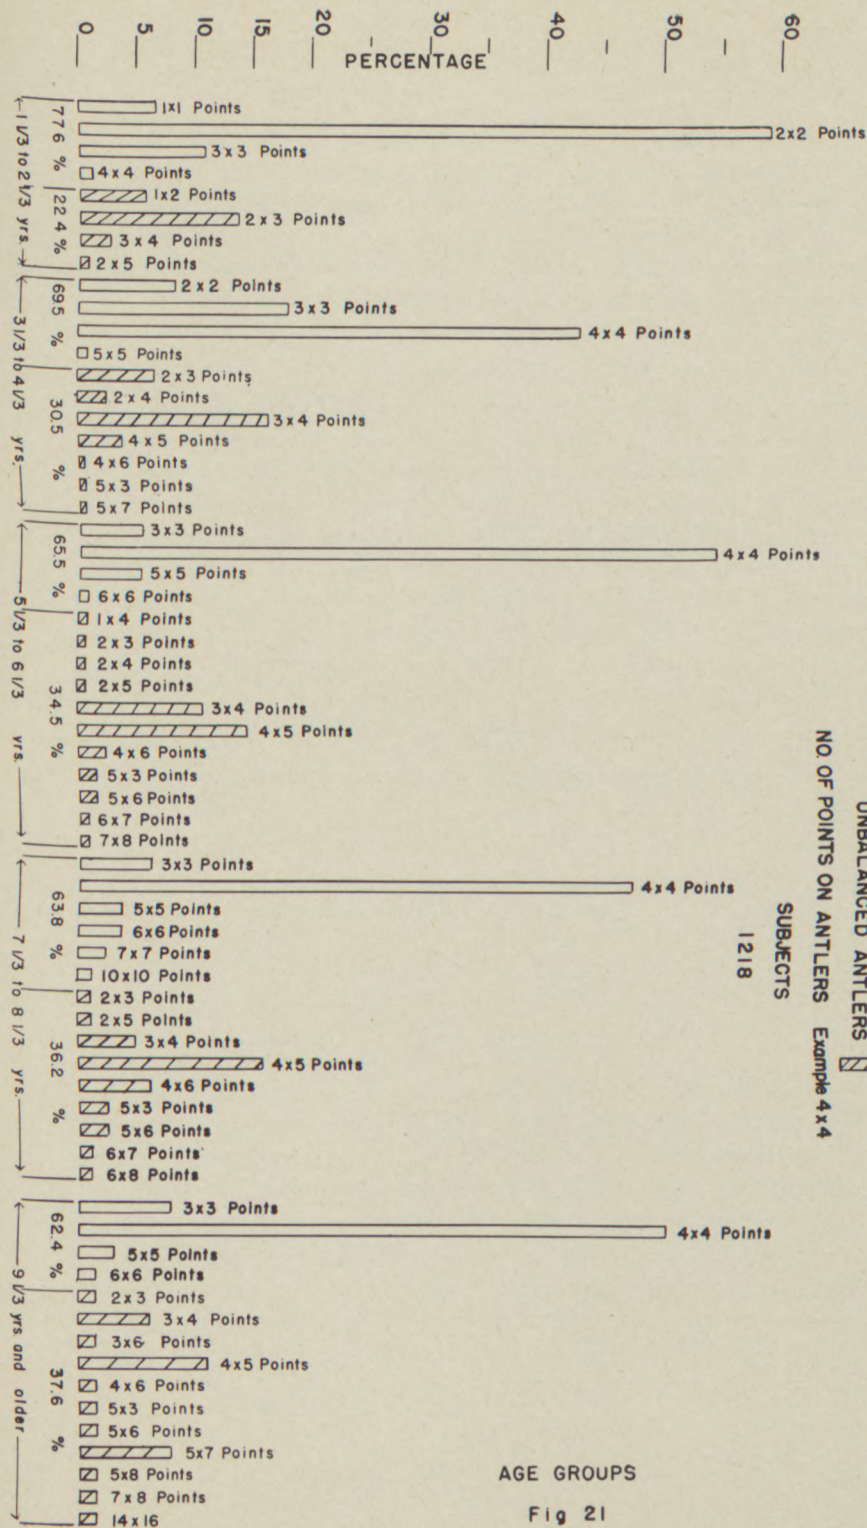 0
5
10
15
20
30
40
50
60
PERCENTAGE
1x1 Points
2x2 Points
3x3 Points
4x4 Points
1x2 Points
2x3 Points
3x4 Points
2x5 Points
77.6 %
22.4 %
1 1/3 to 2 1/3 yrs.
2x2 Points
3x3 Points
4x4 Points
5x5 Points
2x3 Points
2x4 Points
3x4 Points
4x5 Points
4x6 Points
5x3 Points
5x7 Points
69.5 %
30.5 %
3 1/3 to 4 1/3 yrs.
3x3 Points
4x4 Points
5x5 Points
6x6 Points
1x4 Points
2x3 Points
2x4 Points
2x5 Points
3x4 Points
4x5 Points
4x6 Points
5x3 Points
5x6 Points
6x7 Points
7x8 Points
65.5 %
34.5 %
5 1/3 to 6 1/3 yrs.
3x3 Points
4x4 Points
5x5 Points
6x6 Points
7x7 Points
10x10 Points
2x3 Points
2x5 Points
3x4 Points
4x5 Points
4x6 Points
5x3 Points
5x6 Points
6x7 Points
6x8 Points
63.8 %
36.2 %
7 1/3 to 8 1/3 yrs.
3x3 Points
4x4 Points
5x5 Points
6x6 Points
2x3 Points
3x4 Points
3x6 Points
4x5 Points
4x6 Points
5x3 Points
5x6 Points
5x7 Points
5x8 Points
7x8 Points
14x16
62.4 %
37.6 %
9 1/3 yrs and older
UNBALANCED ANTLERS
NO. OF POINTS ON ANTLERS Example 4x4
SUBJECTS
1218
AGE GROUPS
Fig 21